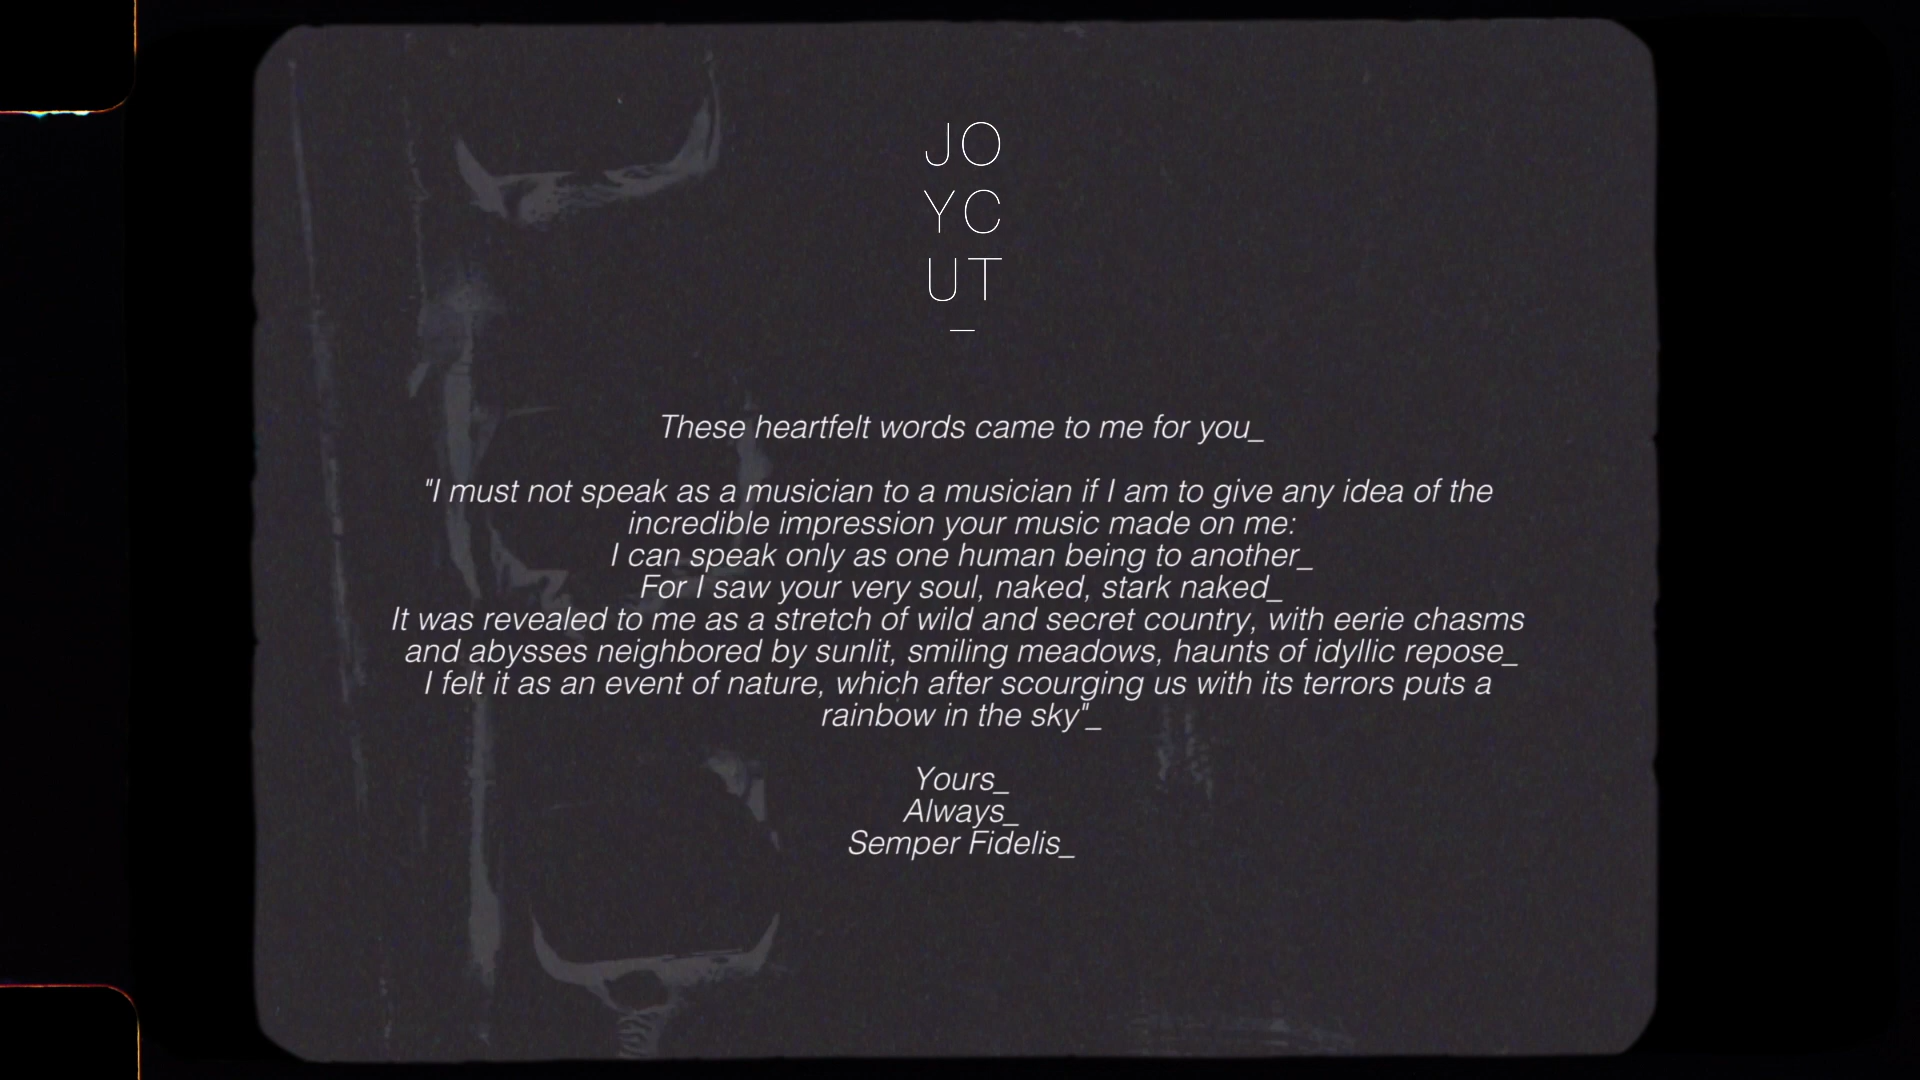 JO
YC
UT
_
These heartfelt words came to me for you_
"I must not speak as a musician to a musician if I am to give any idea of the
incredible impression your music made on me:
I can speak only as one human being to another_
For I saw your very soul, naked, stark naked_
It was revealed to me as a stretch of wild and secret country, with eerie chasms
and abysses neighbored by sunlit, smiling meadows, haunts of idyllic repose_
I felt it as an event of nature, which after scourging us with its terrors puts a
rainbow in the sky"_
Yours_
Always_
Semper Fidelis_